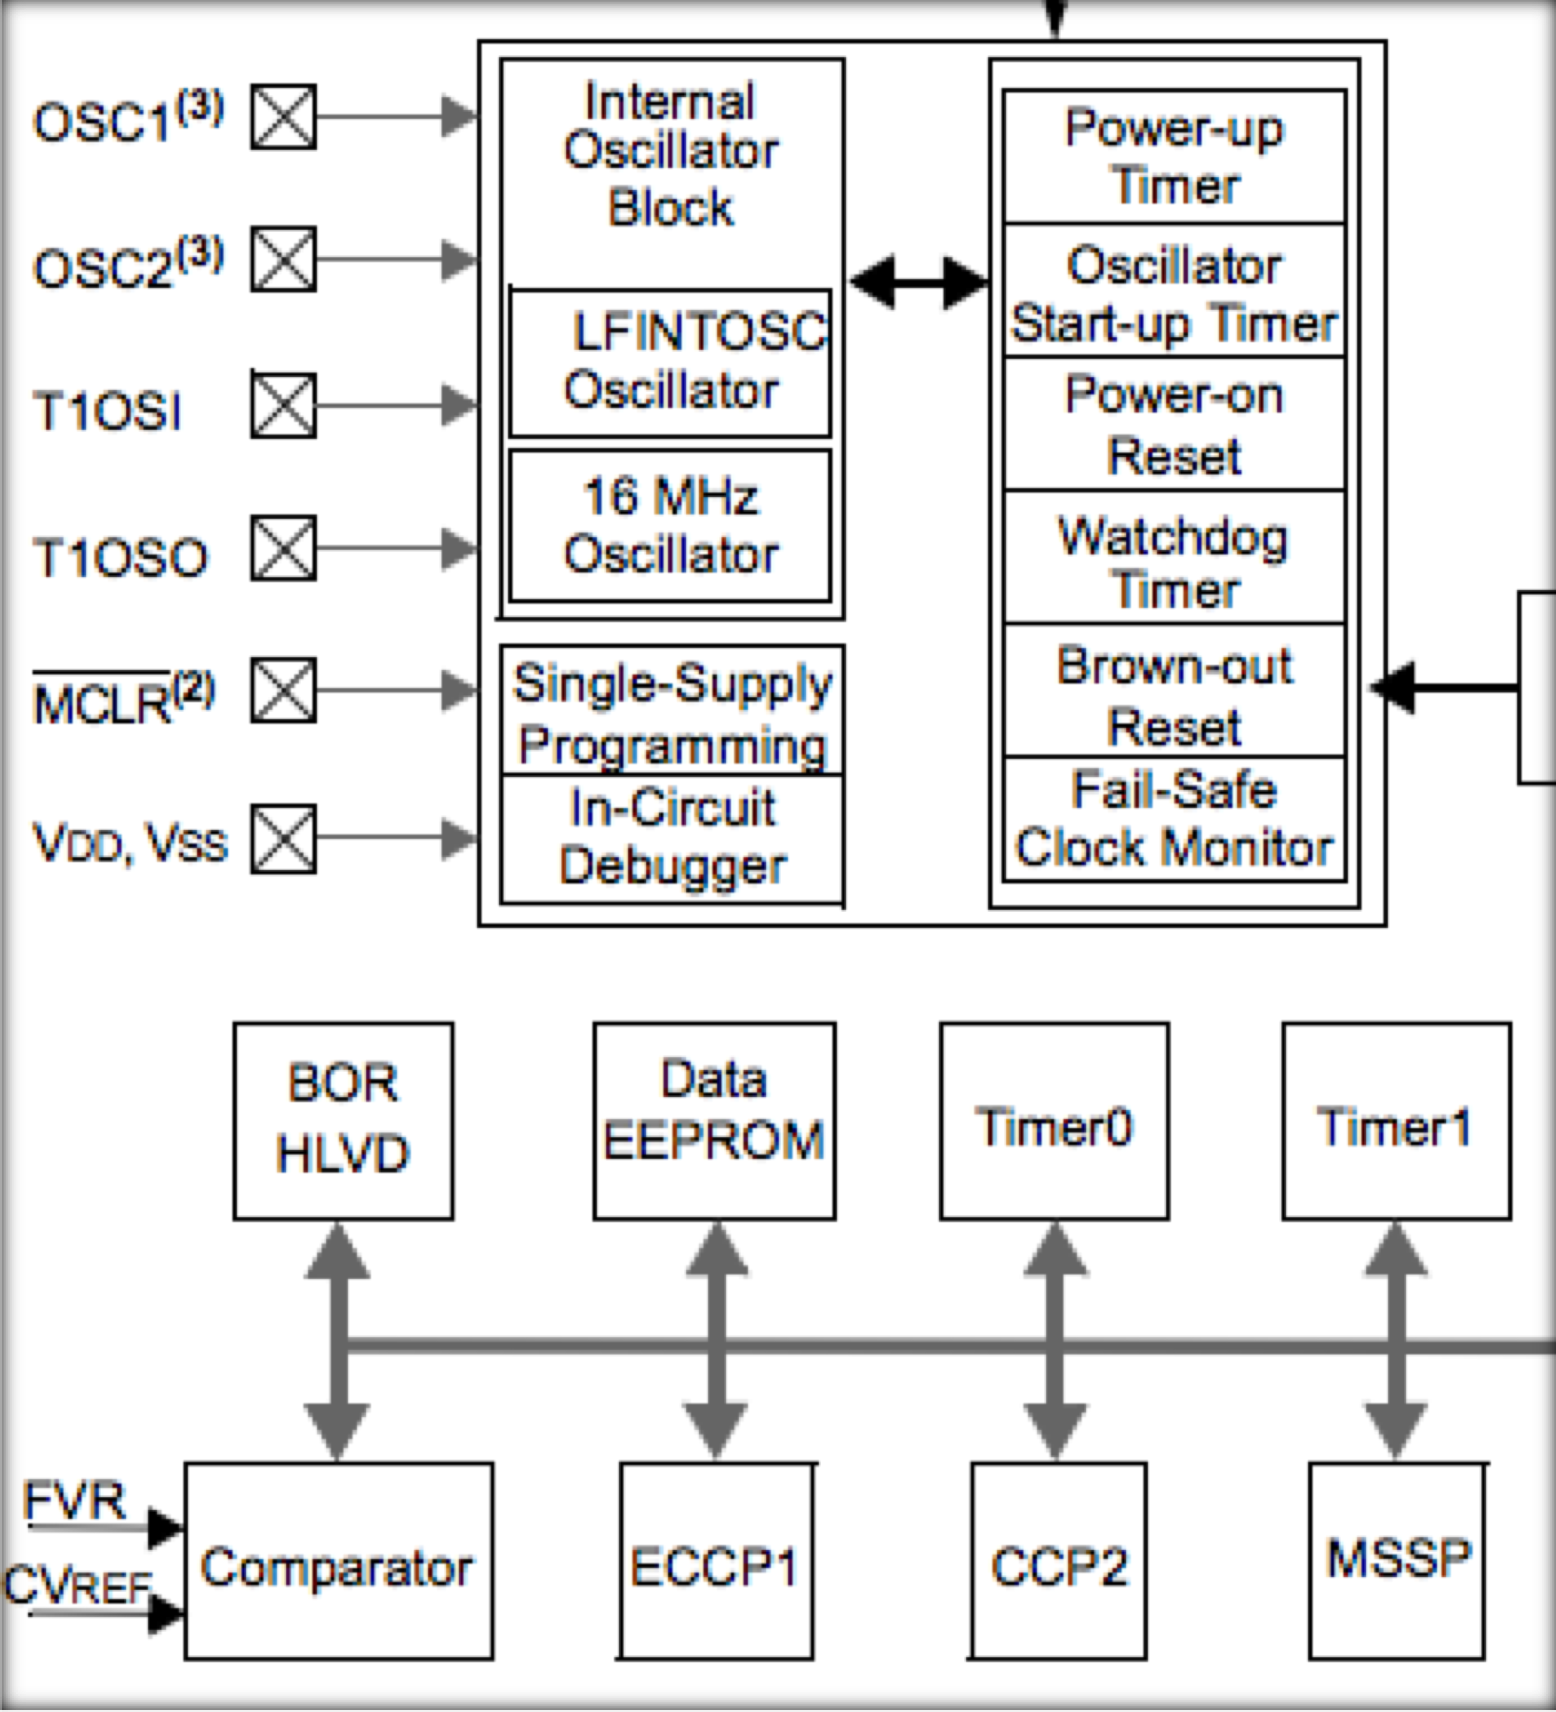 OSC1(3)
OSC2(3)
T1OSI
T1OSO
MCLR(2)
VDD, VSS
Internal
Oscillator
Block
LFINTOSC
Oscillator
16 MHz
Oscillator
Single-Supply
Programming
In-Circuit
Debugger
Power-up
Timer
Oscillator
Start-up Timer
Power-on
Reset
Watchdog
Timer
Brown-out
Reset
Fail-Safe
Clock Monitor
BOR
HLVD
Data
EEPROM
Timer0
Timer1
FVR
CVREF
Comparator
ECCP1
CCP2
MSSP